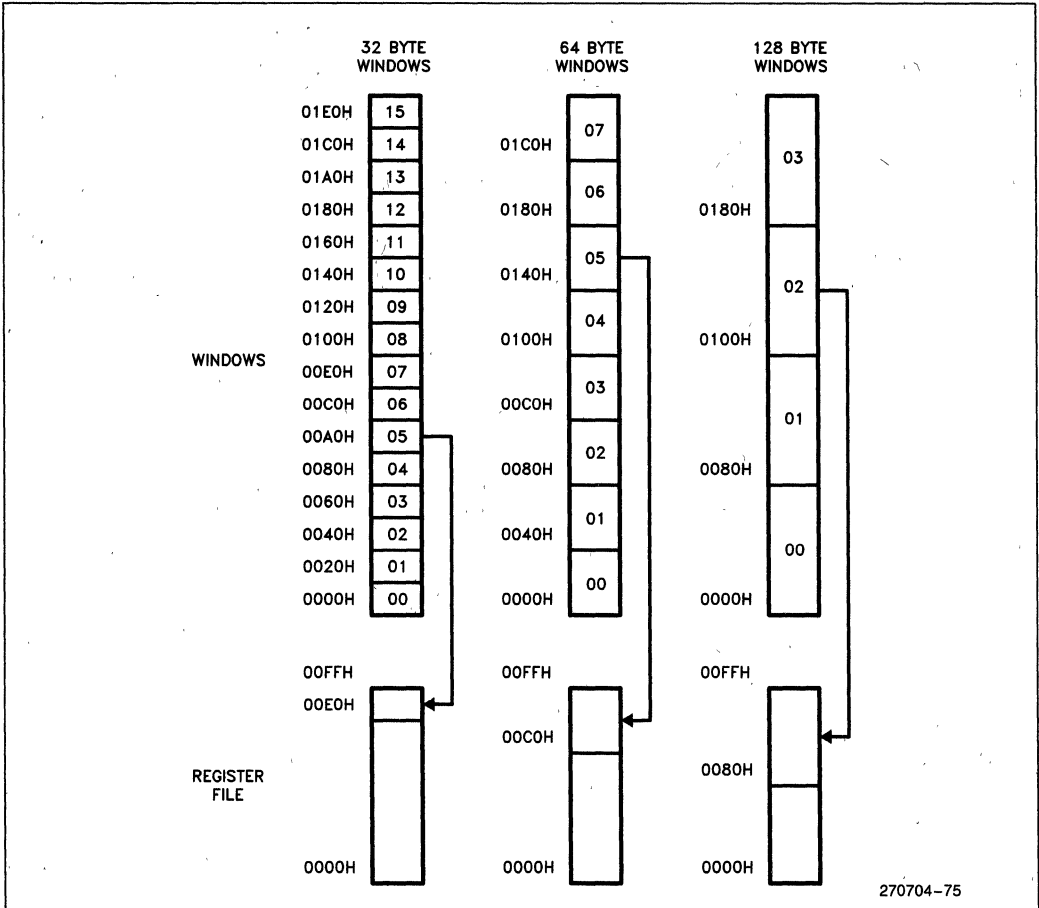 32 BYTE
WINDOWS
64 BYTE
WINDOWS
128 BYTE
WINDOWS
01E0H 15
01C0H 14
01A0H 13
0180H 12
0160H 11
0140H 10
0120H 09
0100H 08
00E0H 07
00C0H 06
00A0H 05
0080H 04
0060H 03
0040H 02
0020H 01
0000H 00
07
01C0H
06
0180H
05
0140H
04
0100H
03
00C0H
02
0080H
01
0040H
00
0000H
03
0180H
02
0100H
01
0080H
00
0000H
WINDOWS
00FFH
00E0H
0000H
00FFH
00C0H
0000H
00FFH
0080H
0000H
REGISTER
FILE
270704-75